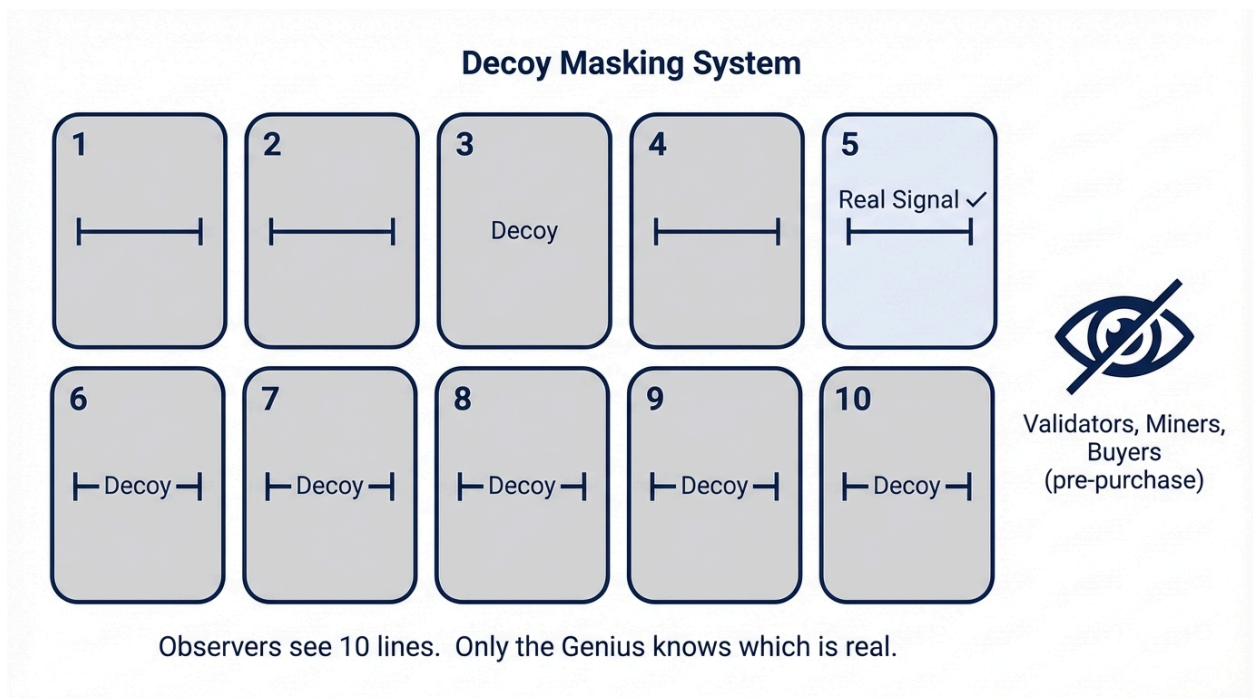 Decoy Masking System
1
2
3
4
5
Decoy
Real Signal ✓
6
7
8
9
10
Decoy
Decoy
Decoy
Decoy
Decoy
Validators, Miners,
Buyers
(pre-purchase)
Observers see 10 lines. Only the Genius knows which is real.